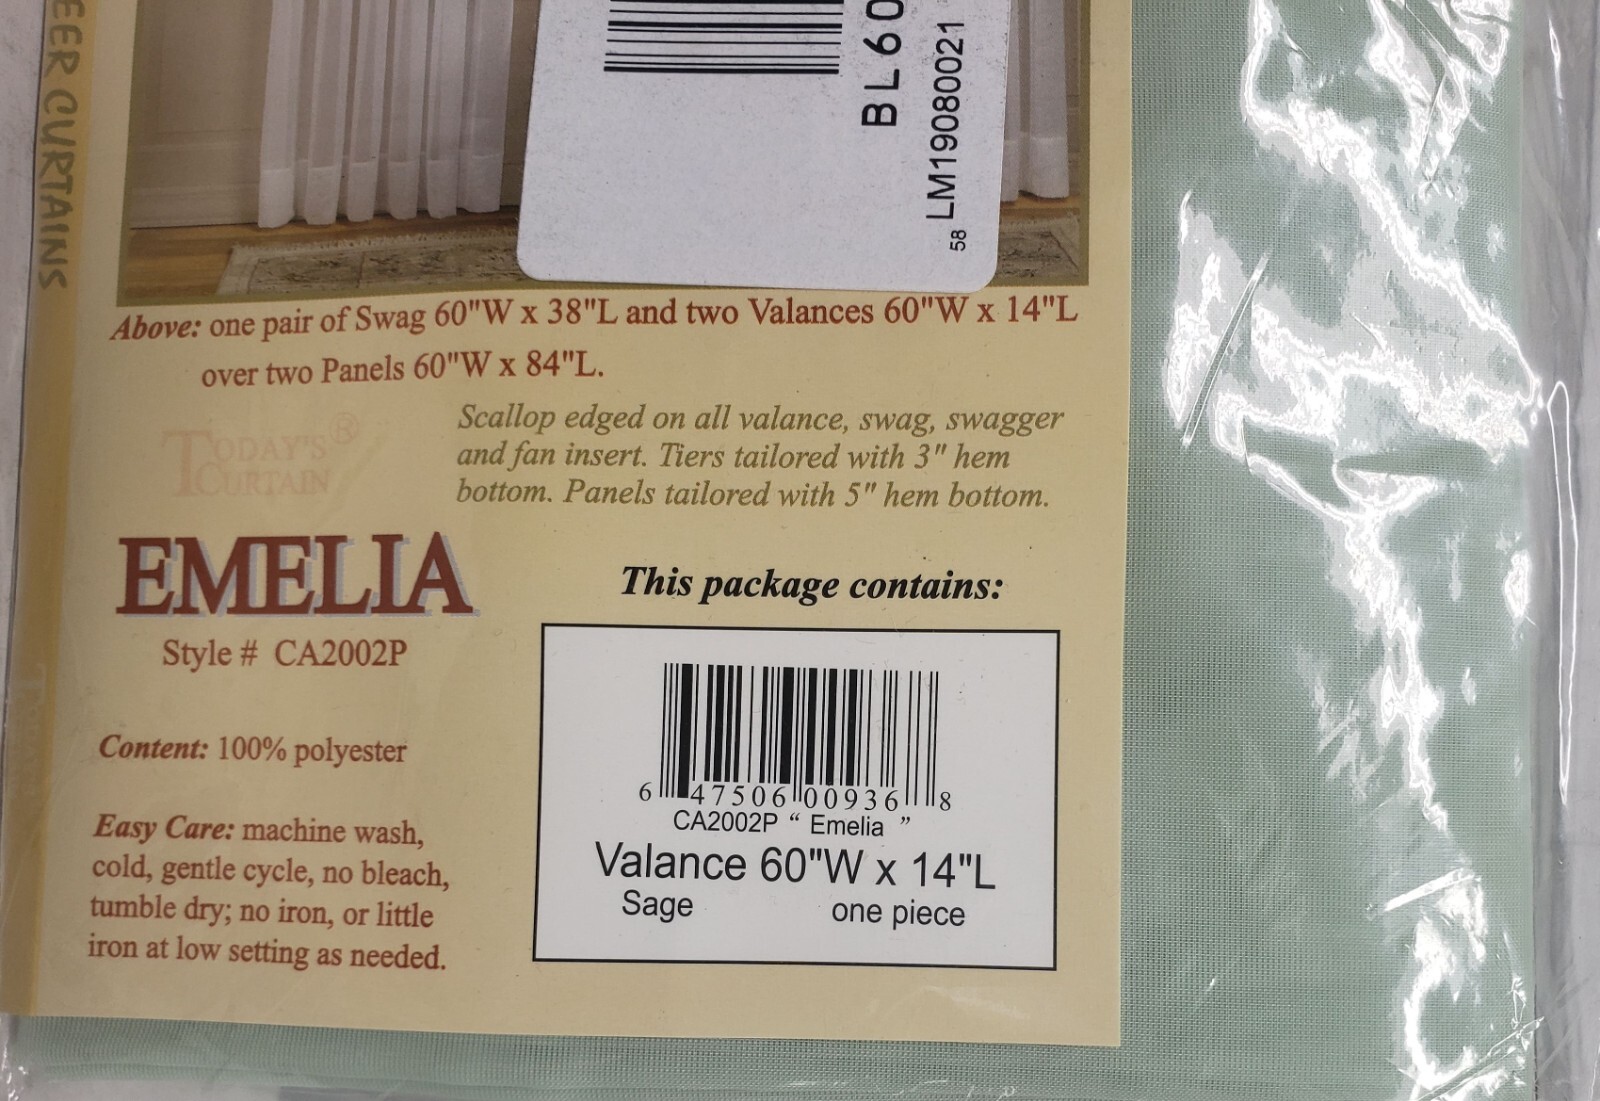 CURTAINS
BL60
LM19080021
58
Above: one pair of Swag 60"W x 38"L and two Valances 60"W x 14"L
over two Panels 60"W x 84"L.
TODAY'S®
CURTAIN
Scallop edged on all valance, swag, swagger
and fan insert. Tiers tailored with 3" hem
bottom. Panels tailored with 5" hem bottom.
EMELIA
Style # CA2002P
Content: 100% polyester
Easy Care: machine wash,
cold, gentle cycle, no bleach,
tumble dry; no iron, or little
iron at low setting as needed.
This package contains:
6 47506 00936 8
CA2002P “ Emelia ”
Valance 60"W x 14"L
Sage one piece